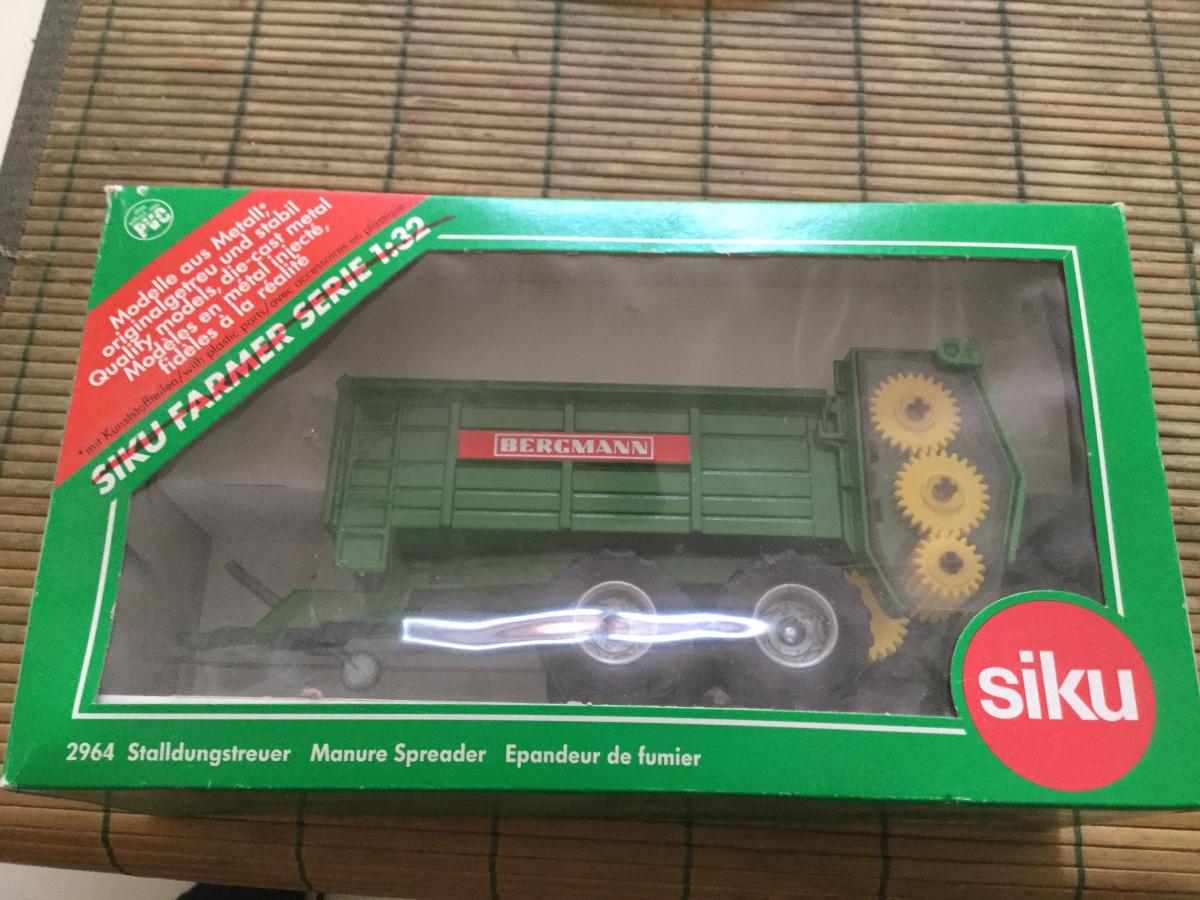 PVC
Modelle aus Metall*,
originalgetreu und stabil
Quality models, die-cast metal
Modèles en métal injecté,
fidèles à la réalité
*mit Kunststoffteilen/with plastic parts/avec accessoires en plastique
SIKU FARMER SERIE 1:32
BERGMANN
siku
2964 Stalldungstreuer Manure Spreader Epandeur de fumier